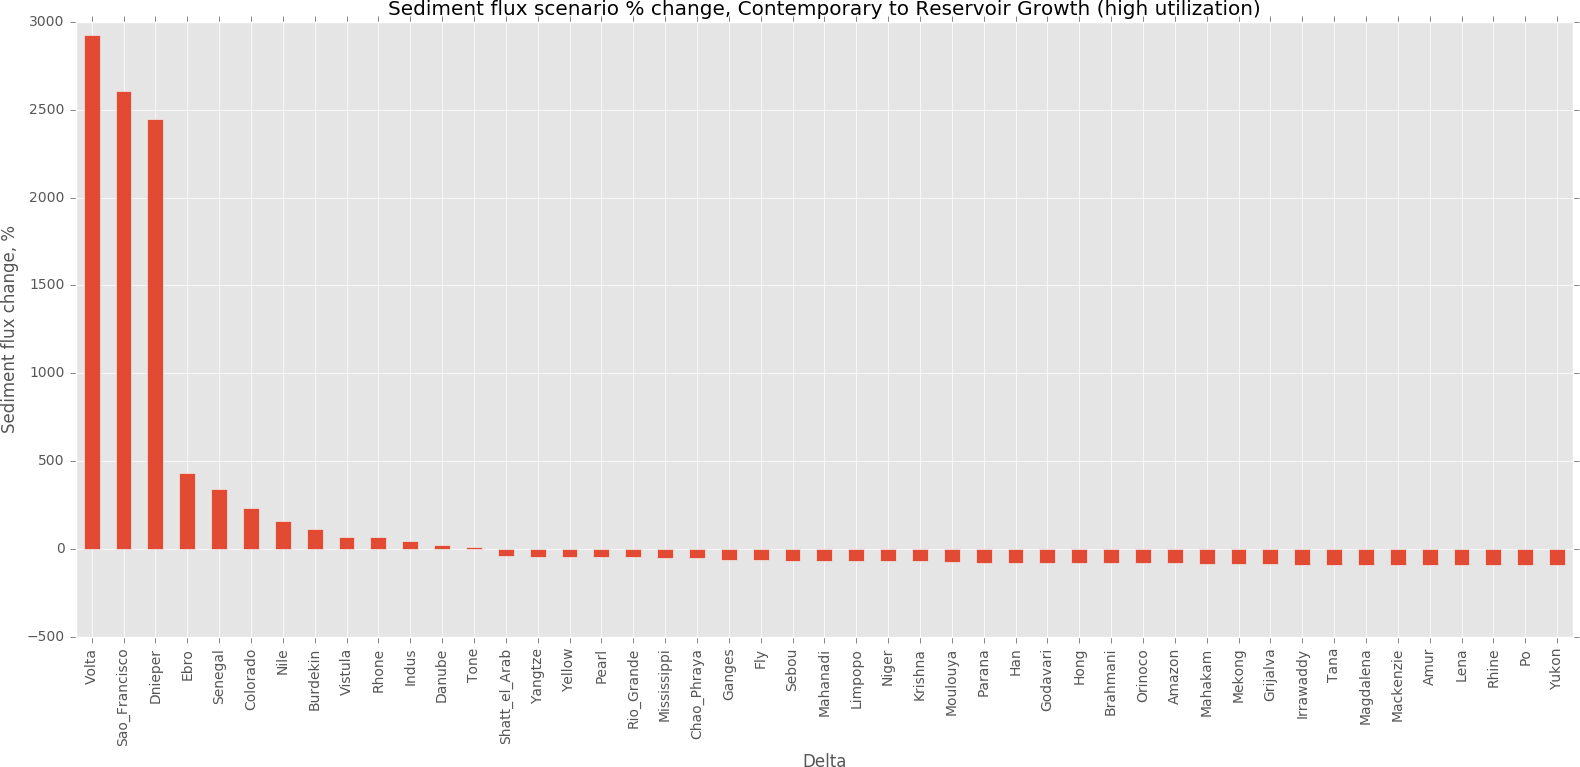 Sediment flux scenario % change, Contemporary to Reservoir Growth (high utilization)
3000
2500
2000
1500
1000
500
0
−500
Sediment flux change, %
Volta
Sao_Francisco
Dnieper
Ebro
Senegal
Colorado
Nile
Burdekin
Vistula
Rhone
Indus
Danube
Tone
Shatt_el_Arab
Yangtze
Yellow
Pearl
Rio_Grande
Mississippi
Chao_Phraya
Ganges
Fly
Sebou
Mahanadi
Limpopo
Niger
Krishna
Moulouya
Parana
Han
Godavari
Hong
Brahmani
Orinoco
Amazon
Mahakam
Mekong
Grijalva
Irrawaddy
Tana
Magdalena
Mackenzie
Amur
Lena
Rhine
Po
Yukon
Delta